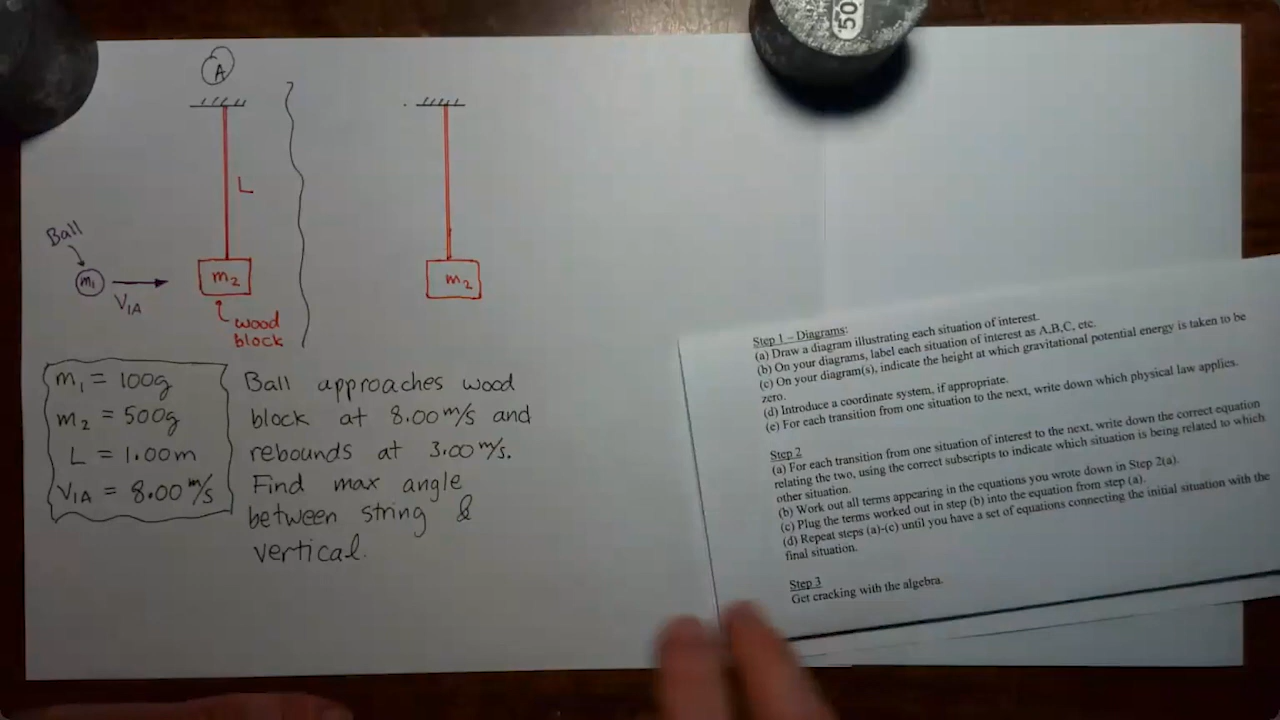 A
L
Ball
m₁
V₁A
m₂
wood
block
m₂
m₁ = 100g
m₂ = 500g
L = 1.00m
V₁A = 8.00 m/s
Ball approaches wood
block at 8.00 m/s and
rebounds at 3.00 m/s.
Find max angle
between string &
vertical.
50
Step 1 – Diagrams:
(a) Draw a diagram illustrating each situation of interest.
(b) On your diagrams, label each situation of interest as A,B,C, etc.
(c) On your diagram(s), indicate the height at which gravitational potential energy is taken to be
zero.
(d) Introduce a coordinate system, if appropriate.
(e) For each transition from one situation to the next, write down which physical law applies.
Step 2
(a) For each transition from one situation of interest to the next, write down the correct equation
relating the two, using the correct subscripts to indicate which situation is being related to which
other situation.
(b) Work out all terms appearing in the equations you wrote down in Step 2(a).
(c) Plug the terms worked out in step (b) into the equation from step (a).
(d) Repeat steps (a)-(c) until you have a set of equations connecting the initial situation with the
final situation.
Step 3
Get cracking with the algebra.